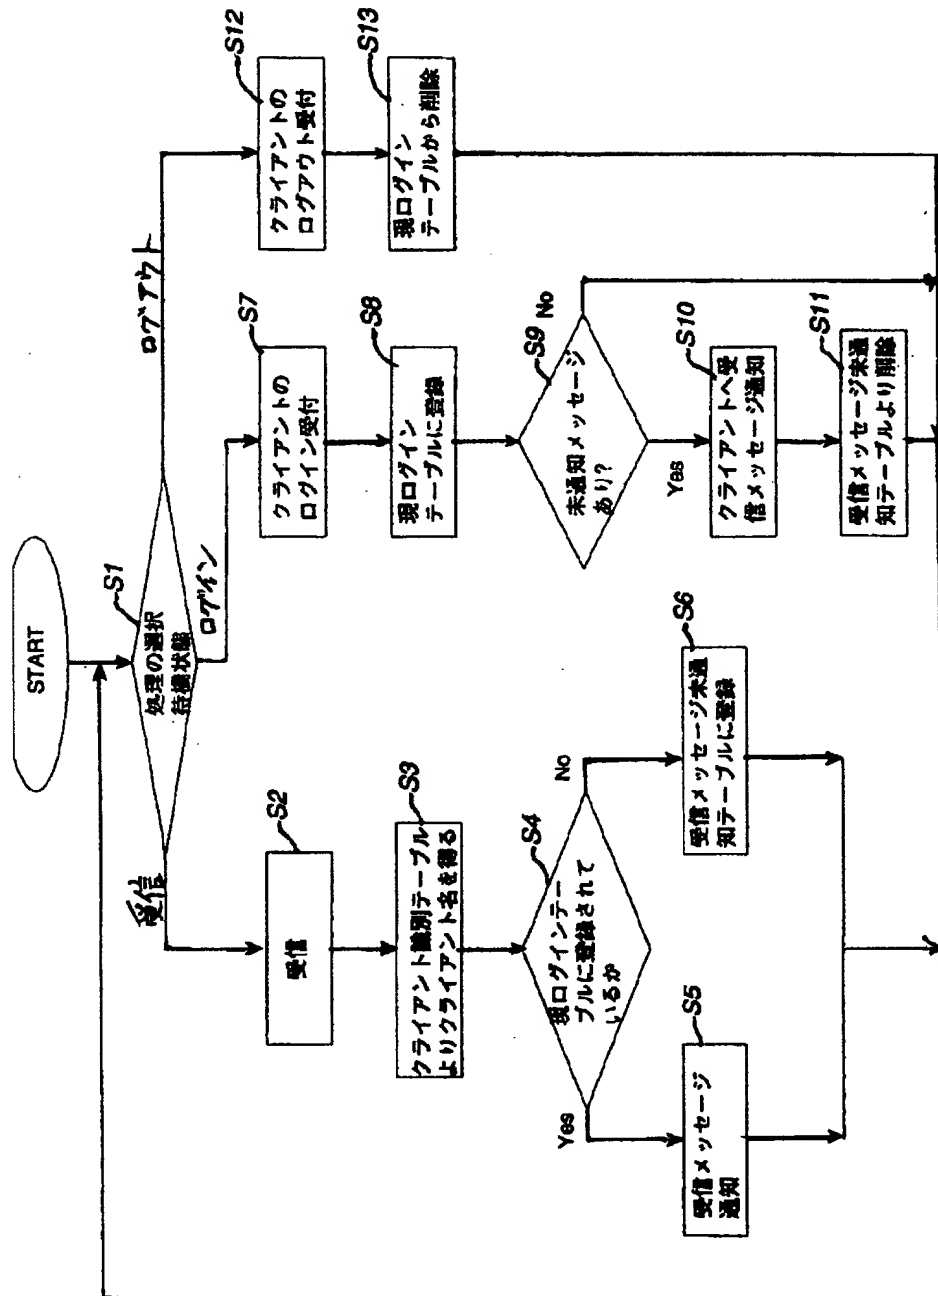 START
処理の選択
待機状態
S1
受信
ログイン
ログアウト
S2
受信
S3
クライアント識別テーブル
よりクライアント名を得る
S4
現ログインテー
ブルに登録されて
いるか
Yes
No
S5
受信メッセージ
通知
S6
受信メッセージ未通
知テーブルに登録
S7
クライアントの
ログイン受付
S8
現ログイン
テーブルに登録
S9
未通知メッセージ
あり?
No
Yes
S10
クライアントへ受
信メッセージ通知
S11
受信メッセージ未通
知テーブルより削除
S12
クライアントの
ログアウト受付
S13
現ログイン
テーブルから削除